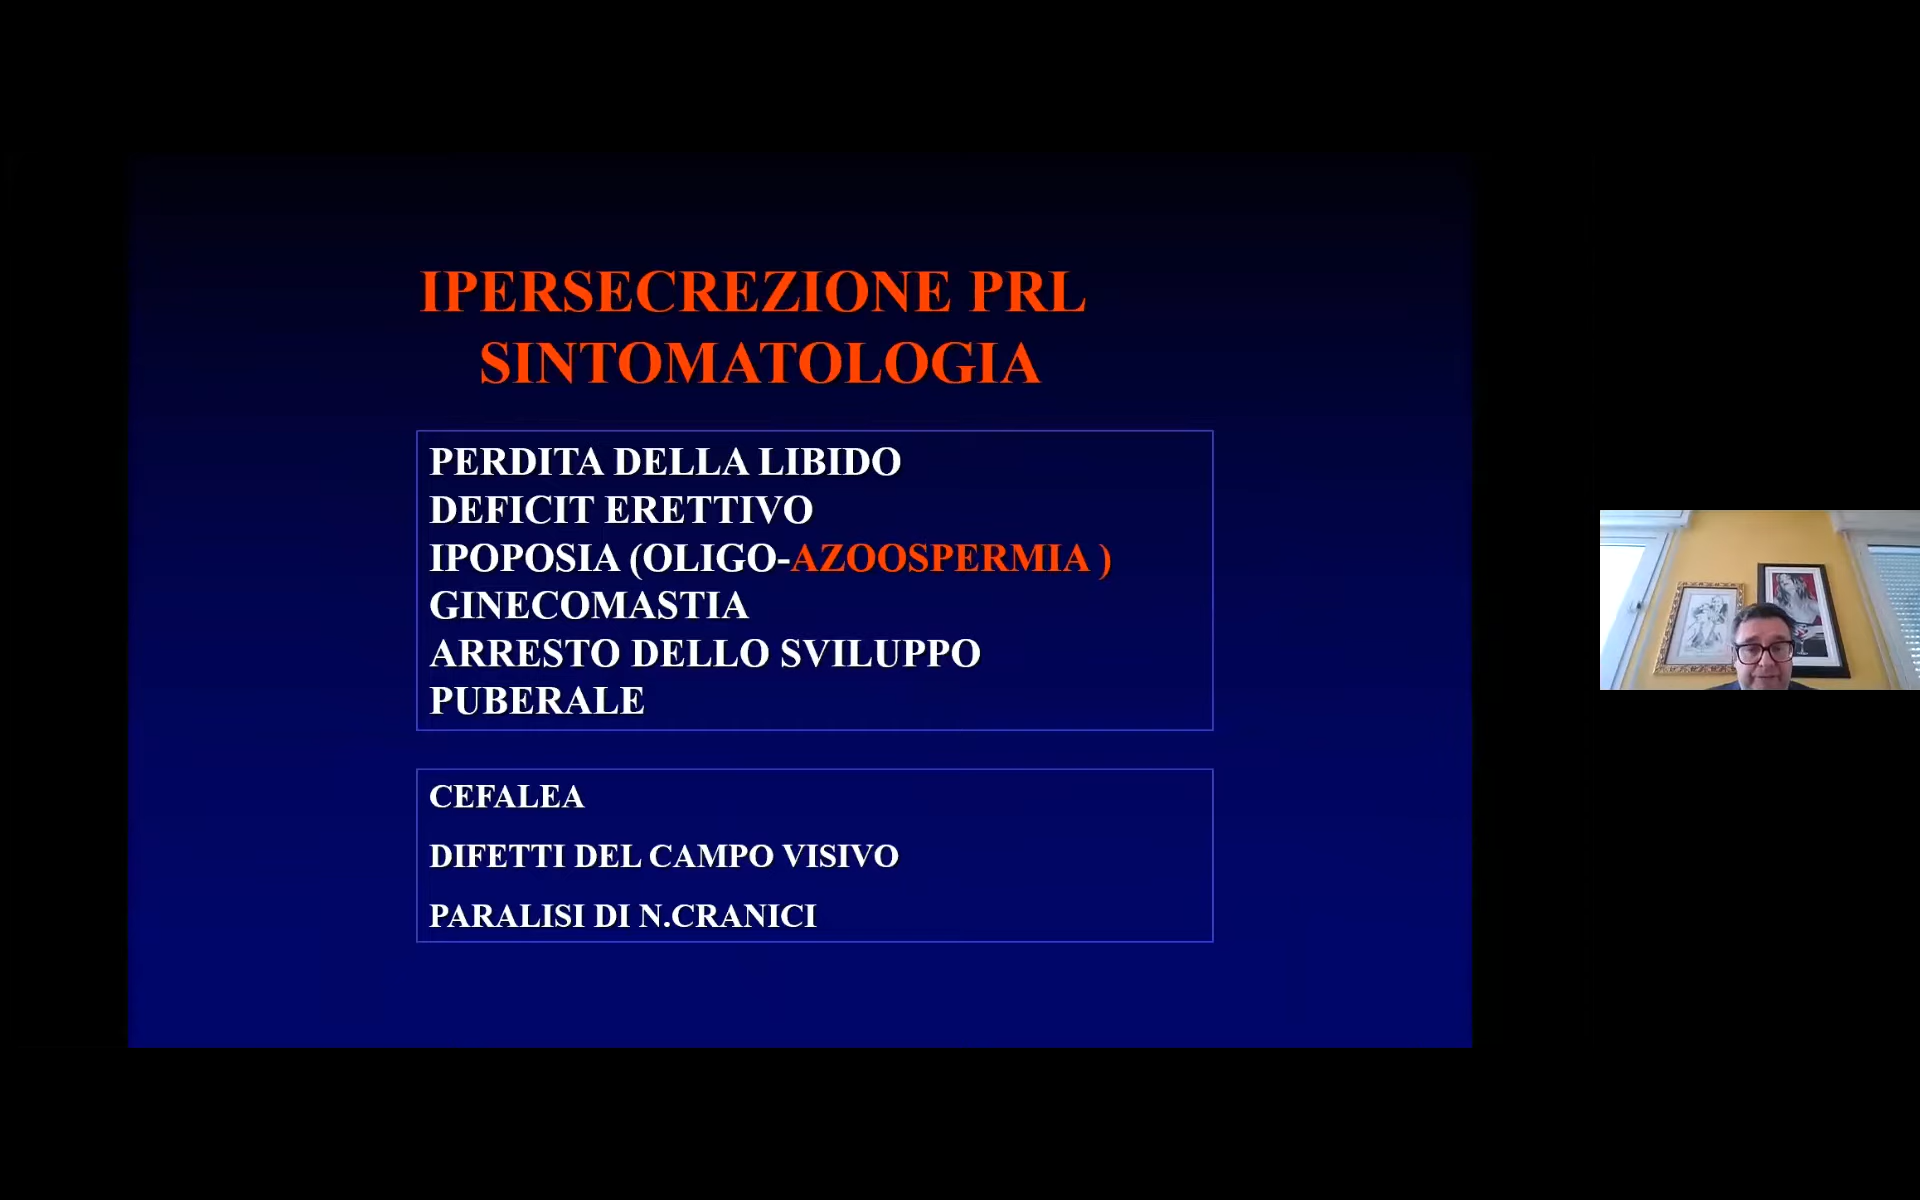 IPERSECREZIONE PRL
SINTOMATOLOGIA
PERDITA DELLA LIBIDO
DEFICIT ERETTIVO
IPOPOSIA (OLIGO-AZOOSPERMIA )
GINECOMASTIA
ARRESTO DELLO SVILUPPO
PUBERALE
CEFALEA
DIFETTI DEL CAMPO VISIVO
PARALISI DI N.CRANICI